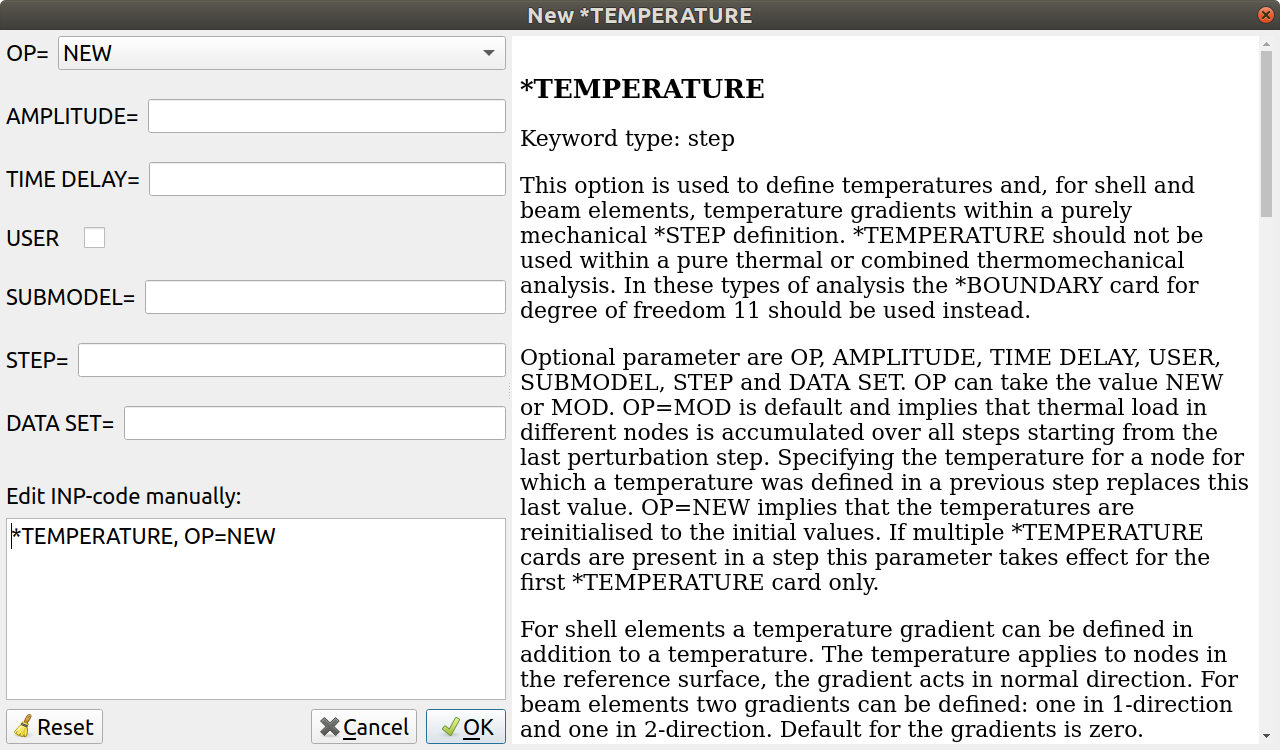 New *TEMPERATURE
OP=
NEW
AMPLITUDE=
TIME DELAY=
USER
SUBMODEL=
STEP=
DATA SET=
Edit INP-code manually:
*TEMPERATURE, OP=NEW
Reset
Cancel
OK
*TEMPERATURE
Keyword type: step
This option is used to define temperatures and, for shell and
beam elements, temperature gradients within a purely
mechanical *STEP definition. *TEMPERATURE should not be
used within a pure thermal or combined thermomechanical
analysis. In these types of analysis the *BOUNDARY card for
degree of freedom 11 should be used instead.
Optional parameter are OP, AMPLITUDE, TIME DELAY, USER,
SUBMODEL, STEP and DATA SET. OP can take the value NEW
or MOD. OP=MOD is default and implies that thermal load in
different nodes is accumulated over all steps starting from the
last perturbation step. Specifying the temperature for a node for
which a temperature was defined in a previous step replaces this
last value. OP=NEW implies that the temperatures are
reinitialised to the initial values. If multiple *TEMPERATURE
cards are present in a step this parameter takes effect for the
first *TEMPERATURE card only.
For shell elements a temperature gradient can be defined in
addition to a temperature. The temperature applies to nodes in
the reference surface, the gradient acts in normal direction. For
beam elements two gradients can be defined: one in 1-direction
and one in 2-direction. Default for the gradients is zero.